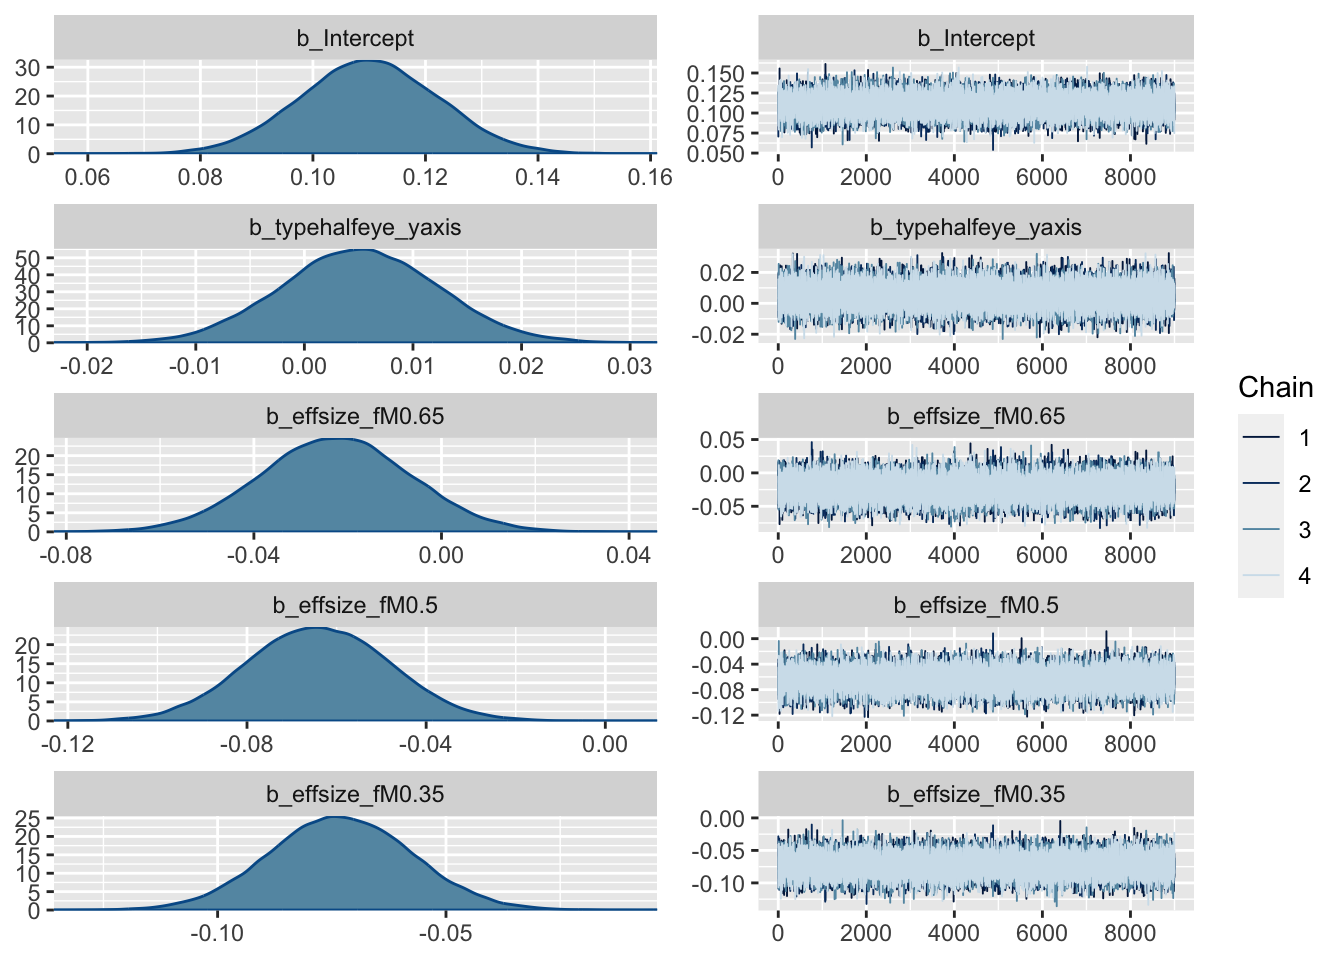 b_Intercept
30
20
10
0
0.06 0.08 0.10 0.12 0.14 0.16
b_Intercept
0.150
0.125
0.100
0.075
0.050
0 2000 4000 6000 8000
b_typehalfeye_yaxis
50
40
30
20
10
0
-0.02 -0.01 0.00 0.01 0.02 0.03
b_typehalfeye_yaxis
0.02
0.00
-0.02
0 2000 4000 6000 8000
b_effsize_fM0.65
20
15
10
5
0
-0.08 -0.04 0.00 0.04
b_effsize_fM0.65
0.05
0.00
-0.05
0 2000 4000 6000 8000
b_effsize_fM0.5
20
15
10
5
0
-0.12 -0.08 -0.04 0.00
b_effsize_fM0.5
0.00
-0.04
-0.08
-0.12
0 2000 4000 6000 8000
b_effsize_fM0.35
25
20
15
10
5
0
-0.10 -0.05
b_effsize_fM0.35
0.00
-0.05
-0.10
0 2000 4000 6000 8000
Chain
1
2
3
4